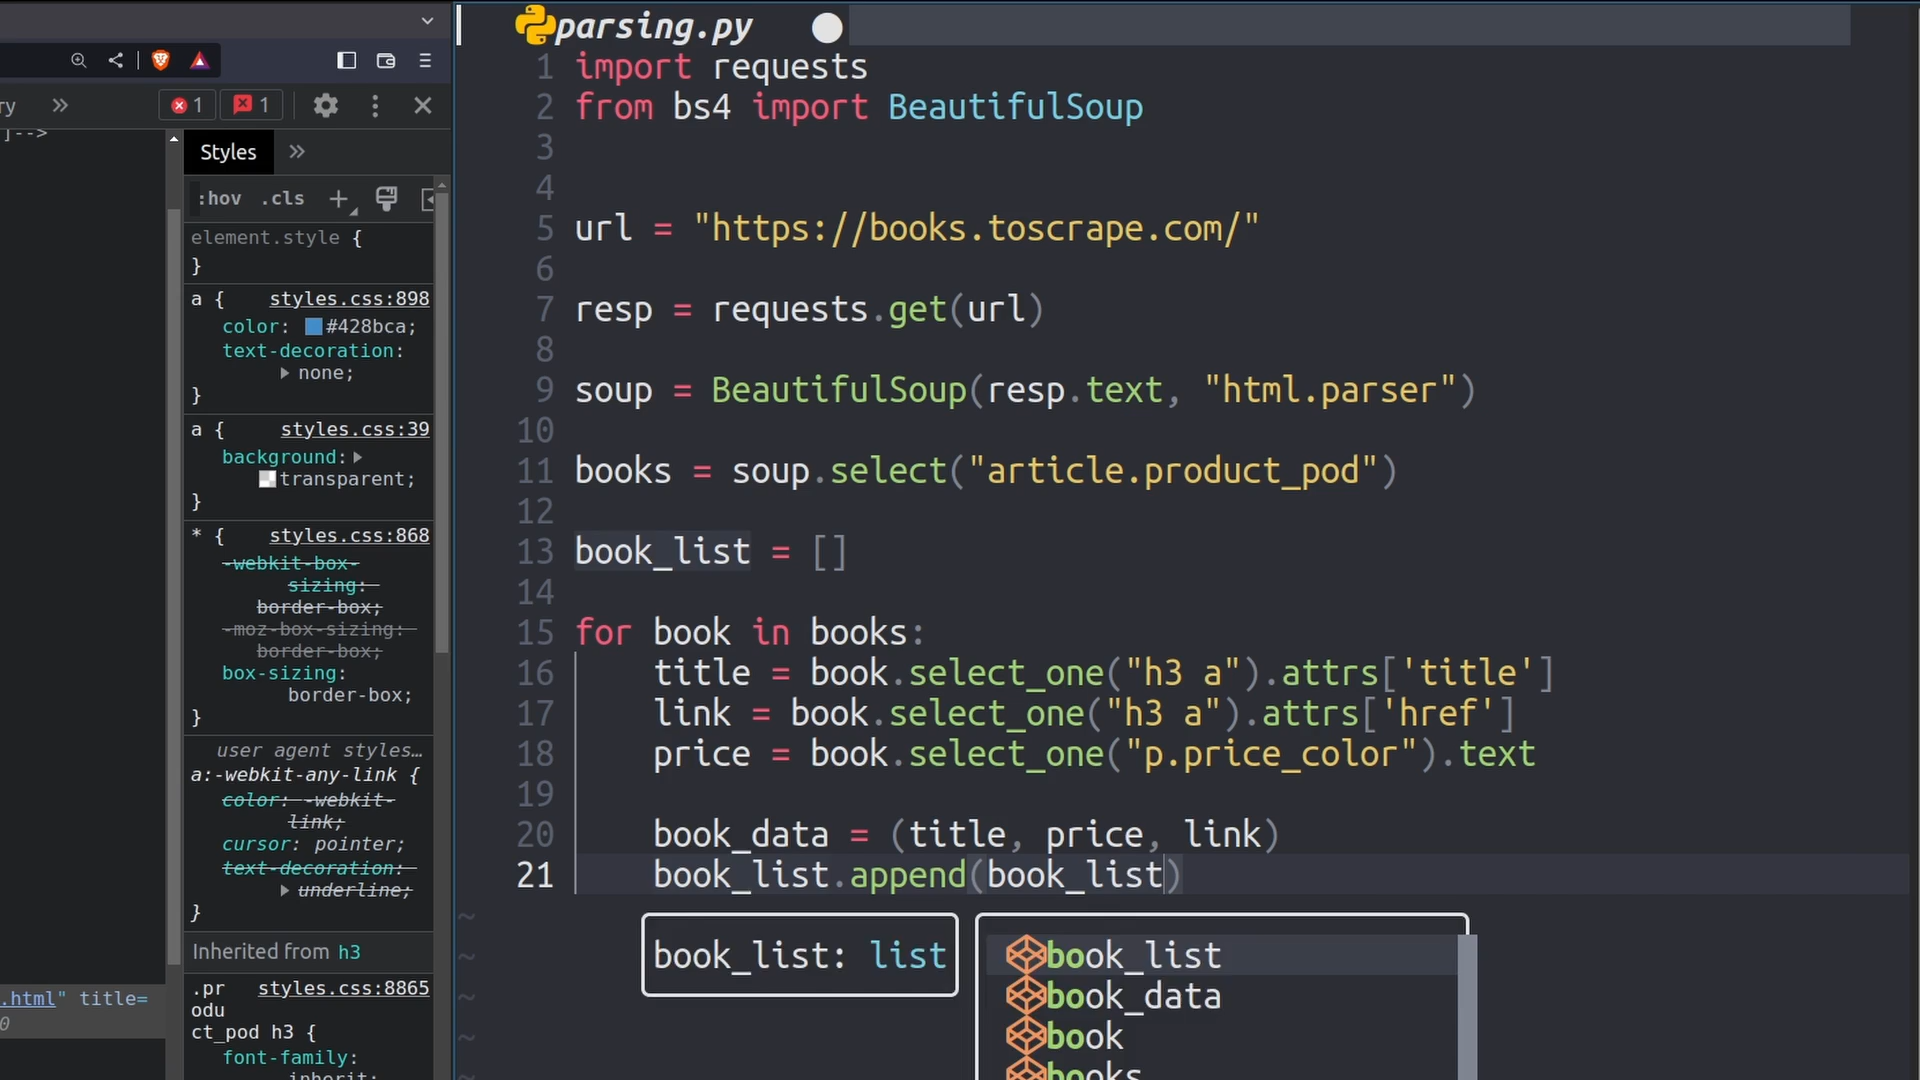 ry
1
1
]-->
Styles
:hov .cls
element.style {
}
a { styles.css:898
color: #428bca;
text-decoration:
none;
}
a { styles.css:39
background:
transparent;
}
* { styles.css:868
-webkit-box-
sizing:
border-box;
-moz-box-sizing:
border-box;
box-sizing:
border-box;
}
user agent styles…
a:-webkit-any-link {
color: -webkit-
link;
cursor: pointer;
text-decoration:
underline;
}
Inherited from h3
.pr styles.css:8865
odu
ct_pod h3 {
font-family:
inherit;
.html" title=
0
parsing.py
1 import requests
2 from bs4 import BeautifulSoup
3
4
5 url = "https://books.toscrape.com/"
6
7 resp = requests.get(url)
8
9 soup = BeautifulSoup(resp.text, "html.parser")
10
11 books = soup.select("article.product_pod")
12
13 book_list = []
14
15 for book in books:
16 title = book.select_one("h3 a").attrs['title']
17 link = book.select_one("h3 a").attrs['href']
18 price = book.select_one("p.price_color").text
19
20 book_data = (title, price, link)
21 book_list.append(book_list)
~
~ book_list: list
~
~
~
book_list
book_data
book
books